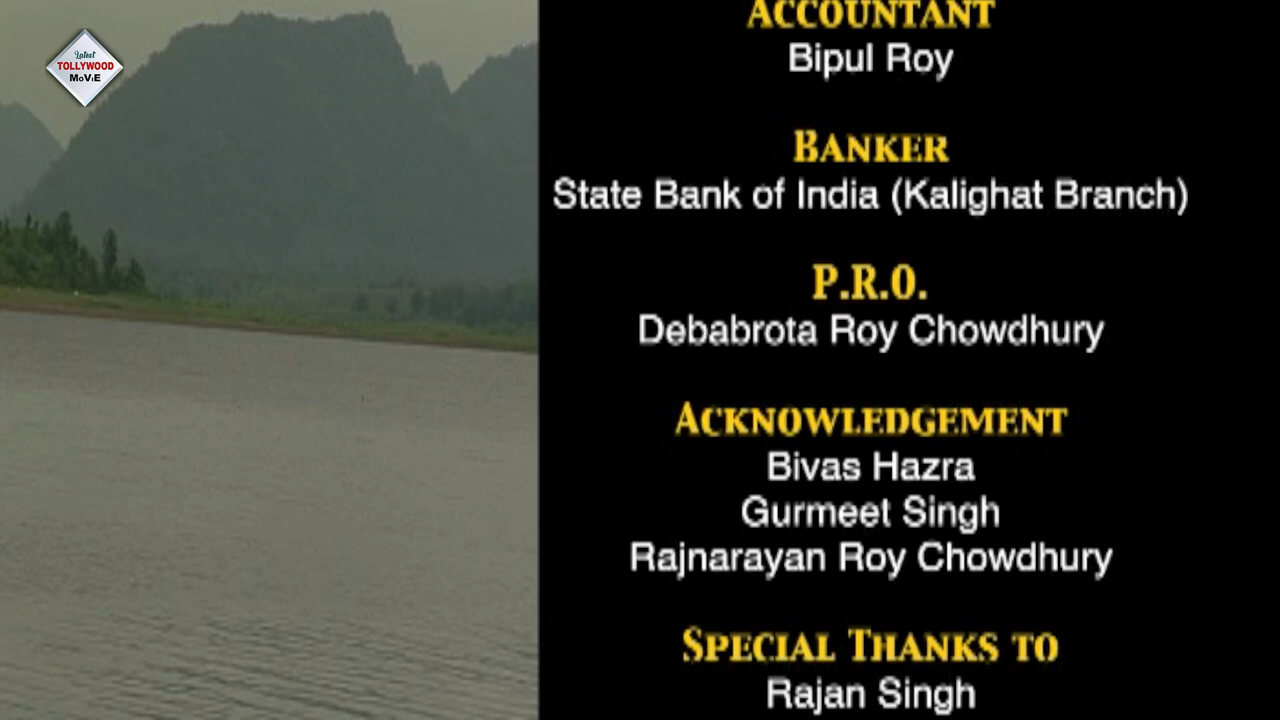 Latest
TOLLYWOOD
MoViE
ACCOUNTANT
Bipul Roy
BANKER
State Bank of India (Kalighat Branch)
P.R.O.
Debabrota Roy Chowdhury
ACKNOWLEDGEMENT
Bivas Hazra
Gurmeet Singh
Rajnarayan Roy Chowdhury
SPECIAL THANKS TO
Rajan Singh